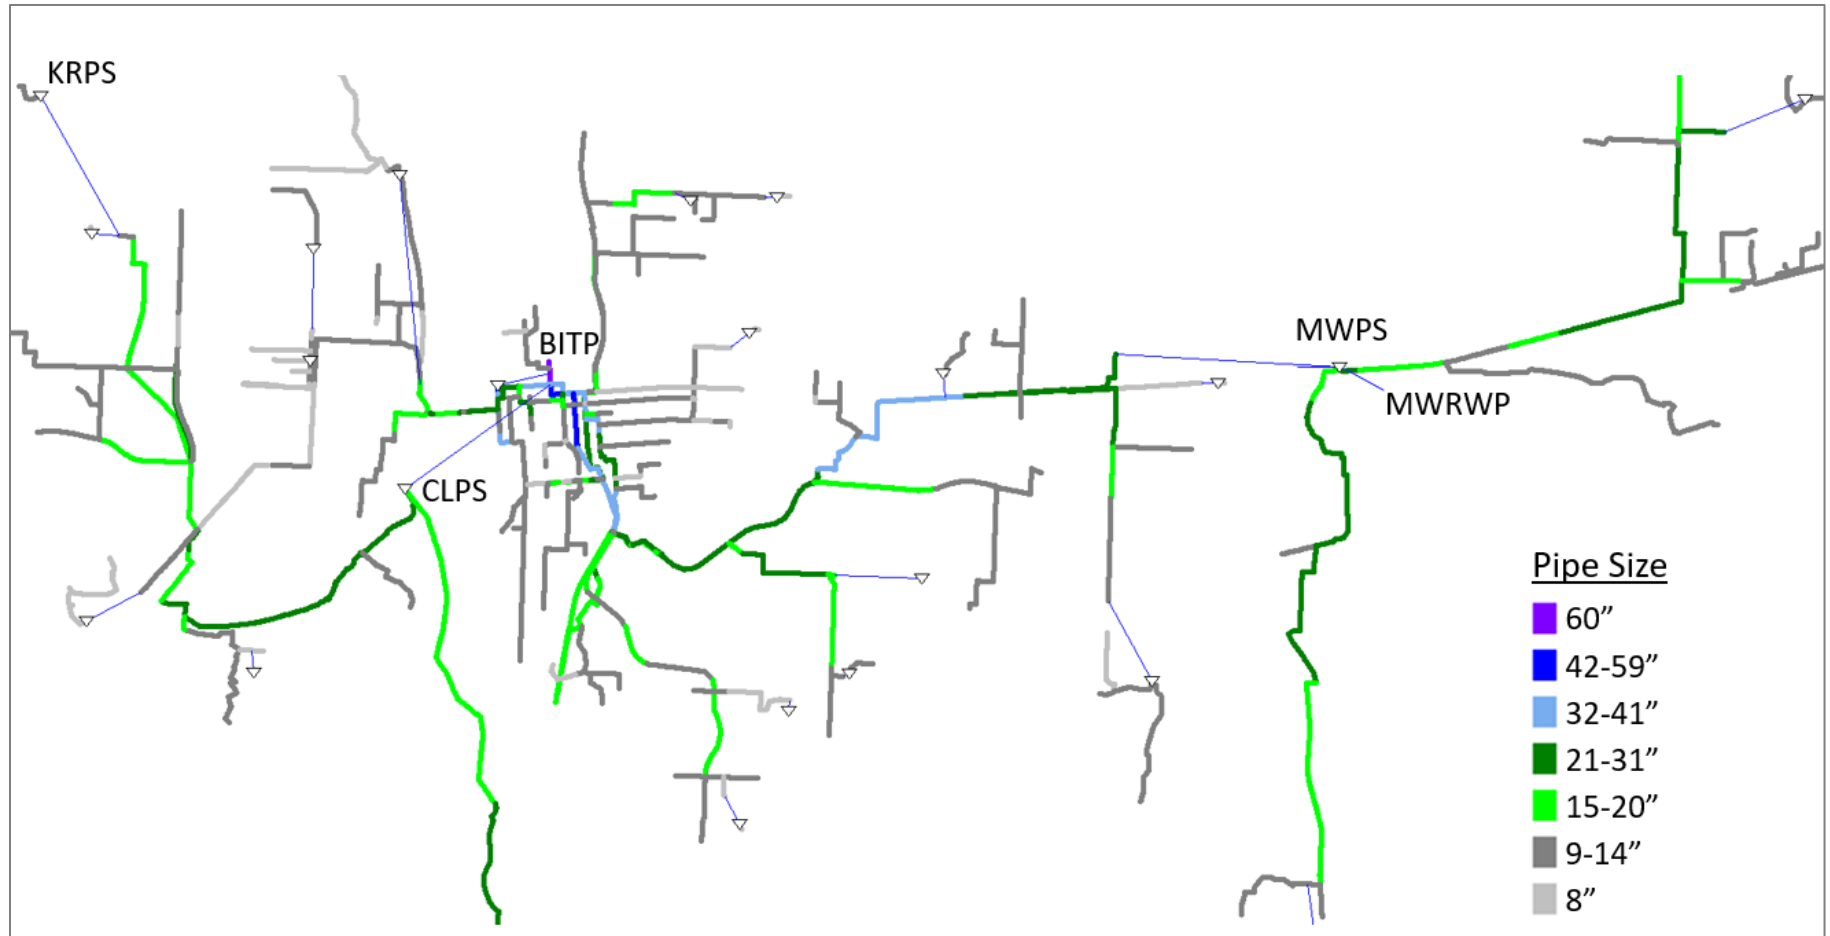 KRPS
BITP
MWPS
MWRWP
CLPS
Pipe Size
60”
42-59”
32-41”
21-31”
15-20”
9-14”
8”